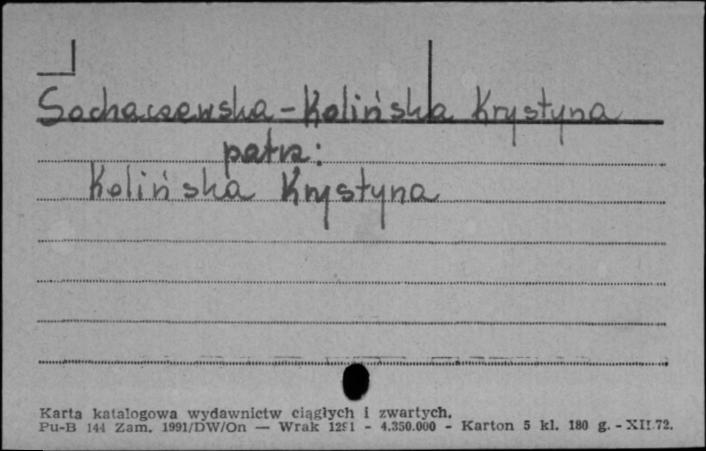 Sochaczewska-Kolińska Krystyna
patrz:
Kolińska Krystyna
Karta katalogowa wydawnictw ciągłych i zwartych.
Pu-B 144 Zam. 1991/DW/On — Wrak 1291 - 4.350.000 - Karton 5 kl. 180 g. - XII.72.